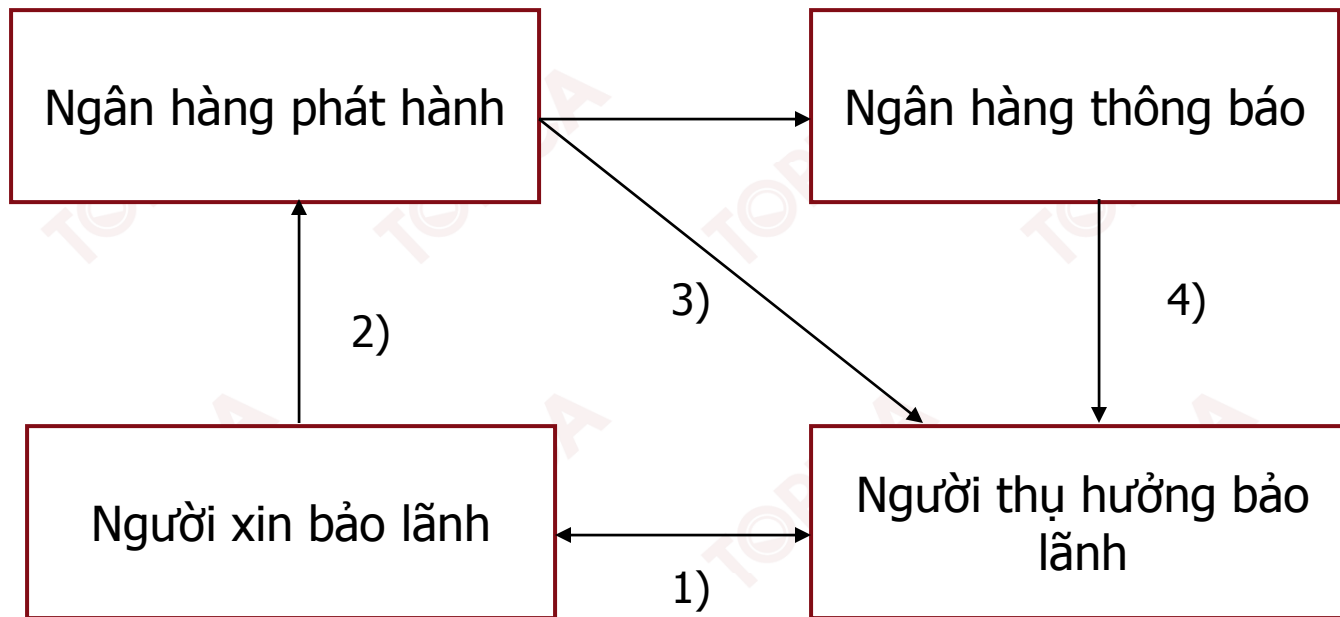 Ngân hàng phát hành
Ngân hàng thông báo
2)
3)
4)
Người xin bảo lãnh
Người thụ hưởng bảo
lãnh
1)